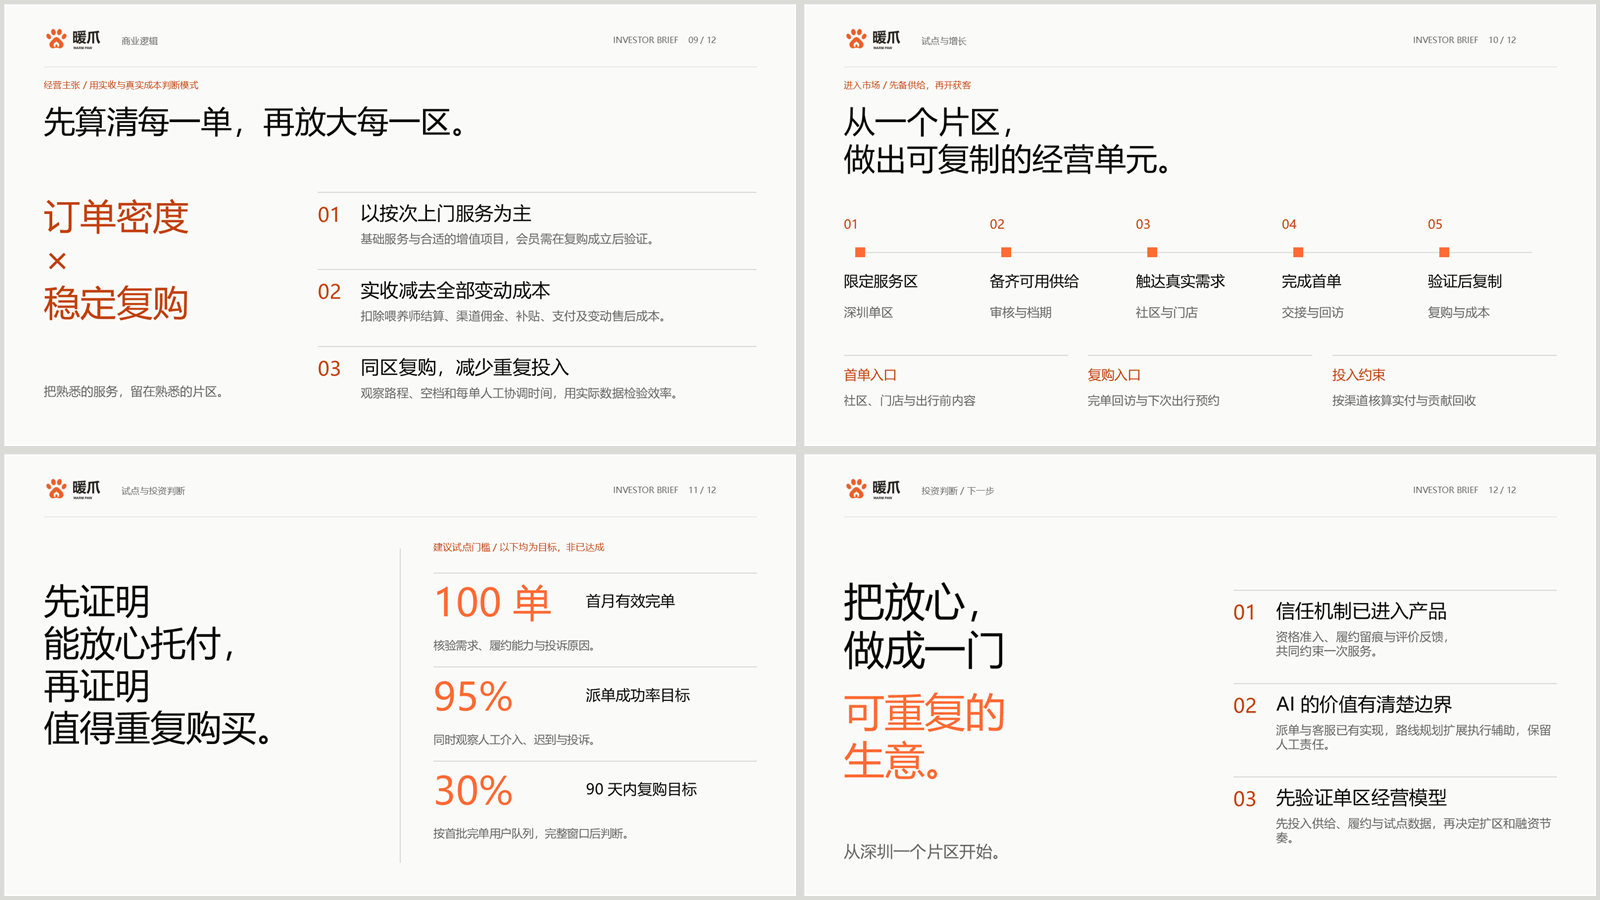 暖爪
WARM PAW
商业逻辑
INVESTOR BRIEF 09 / 12
经营主张 / 用实收与真实成本判断模式
先算清每一单，再放大每一区。
订单密度
×
稳定复购
把熟悉的服务，留在熟悉的片区。
01 以按次上门服务为主
基础服务与合适的增值项目，会员需在复购成立后验证。
02 实收减去全部变动成本
扣除喂养师结算、渠道佣金、补贴、支付及变动售后成本。
03 同区复购，减少重复投入
观察路程、空档和每单人工协调时间，用实际数据检验效率。
暖爪
WARM PAW
试点与增长
INVESTOR BRIEF 10 / 12
进入市场 / 先备供给，再开获客
从一个片区，
做出可复制的经营单元。
01 02 03 04 05
限定服务区 备齐可用供给 触达真实需求 完成首单 验证后复制
深圳单区 审核与档期 社区与门店 交接与回访 复购与成本
首单入口 复购入口 投入约束
社区、门店与出行前内容 完单回访与下次出行预约 按渠道核算实付与贡献回收
暖爪
WARM PAW
试点与投资判断
INVESTOR BRIEF 11 / 12
先证明
能放心托付，
再证明
值得重复购买。
建议试点门槛 / 以下均为目标，非已达成
100 单 首月有效完单
核验需求、履约能力与投诉原因。
95% 派单成功率目标
同时观察人工介入、迟到与投诉。
30% 90 天内复购目标
按首批完单用户队列，完整窗口后判断。
暖爪
WARM PAW
投资判断 / 下一步
INVESTOR BRIEF 12 / 12
把放心，
做成一门
可重复的
生意。
从深圳一个片区开始。
01 信任机制已进入产品
资格准入、履约留痕与评价反馈，
共同约束一次服务。
02 AI 的价值有清楚边界
派单与客服已有实现，路线规划扩展执行辅助，保留
人工责任。
03 先验证单区经营模型
先投入供给、履约与试点数据，再决定扩区和融资节
奏。